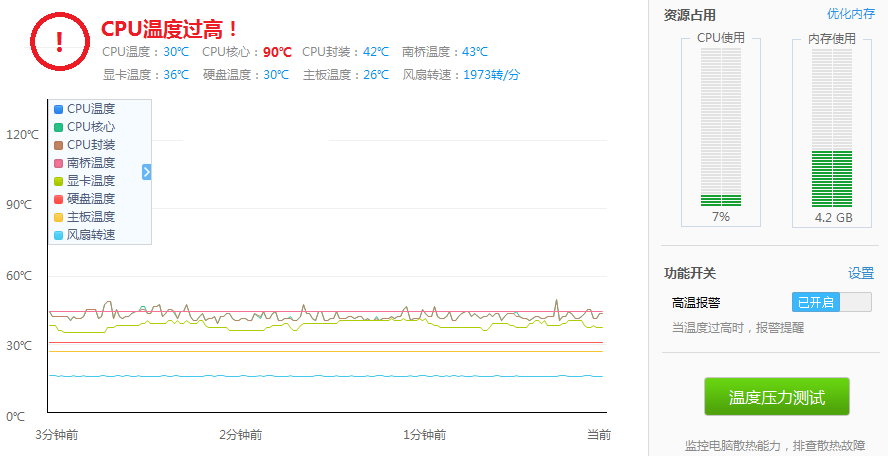 !
CPU温度过高！
CPU温度：30℃ CPU核心：90℃ CPU封装：42℃ 南桥温度：43℃
显卡温度：36℃ 硬盘温度：30℃ 主板温度：26℃ 风扇转速：1973转/分
CPU温度
CPU核心
CPU封装
南桥温度
显卡温度
硬盘温度
主板温度
风扇转速
120℃
90℃
60℃
30℃
0℃
3分钟前 2分钟前 1分钟前 当前
资源占用 优化内存
CPU使用 内存使用
7% 4.2 GB
功能开关 设置
高温报警 已开启
当温度过高时，报警提醒
温度压力测试
监控电脑散热能力，排查散热故障